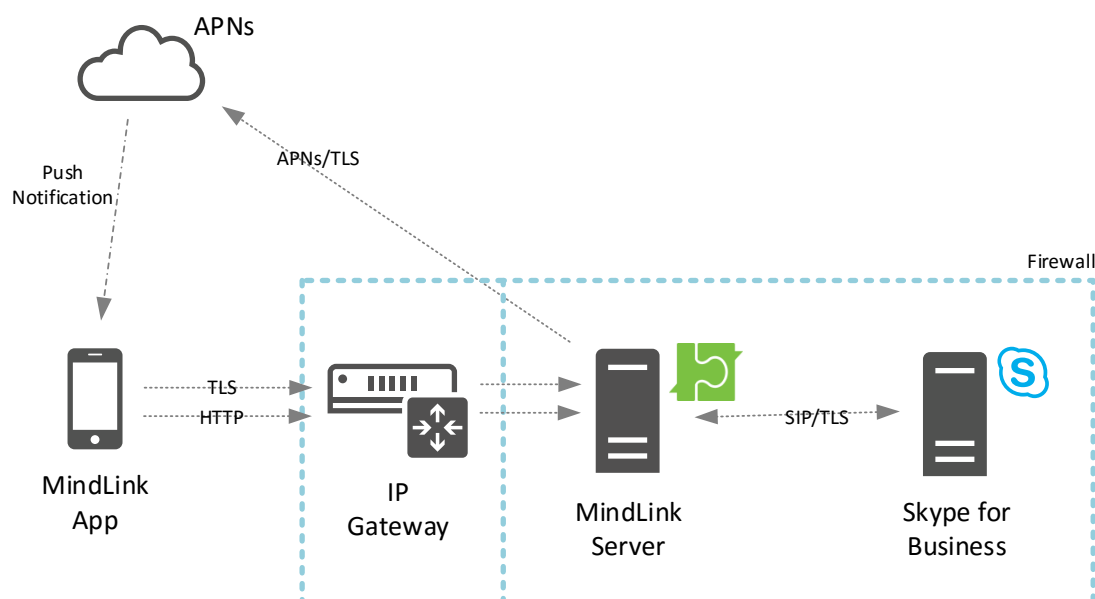 APNs
APNs/TLS
Push
Notification
Firewall
TLS
HTTP
SIP/TLS
MindLink
App
IP
Gateway
MindLink
Server
Skype for
Business
S